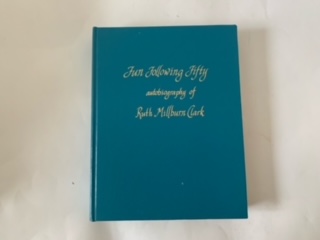 Fun Following Fifty
autobiography of
Ruth Millburn Clark